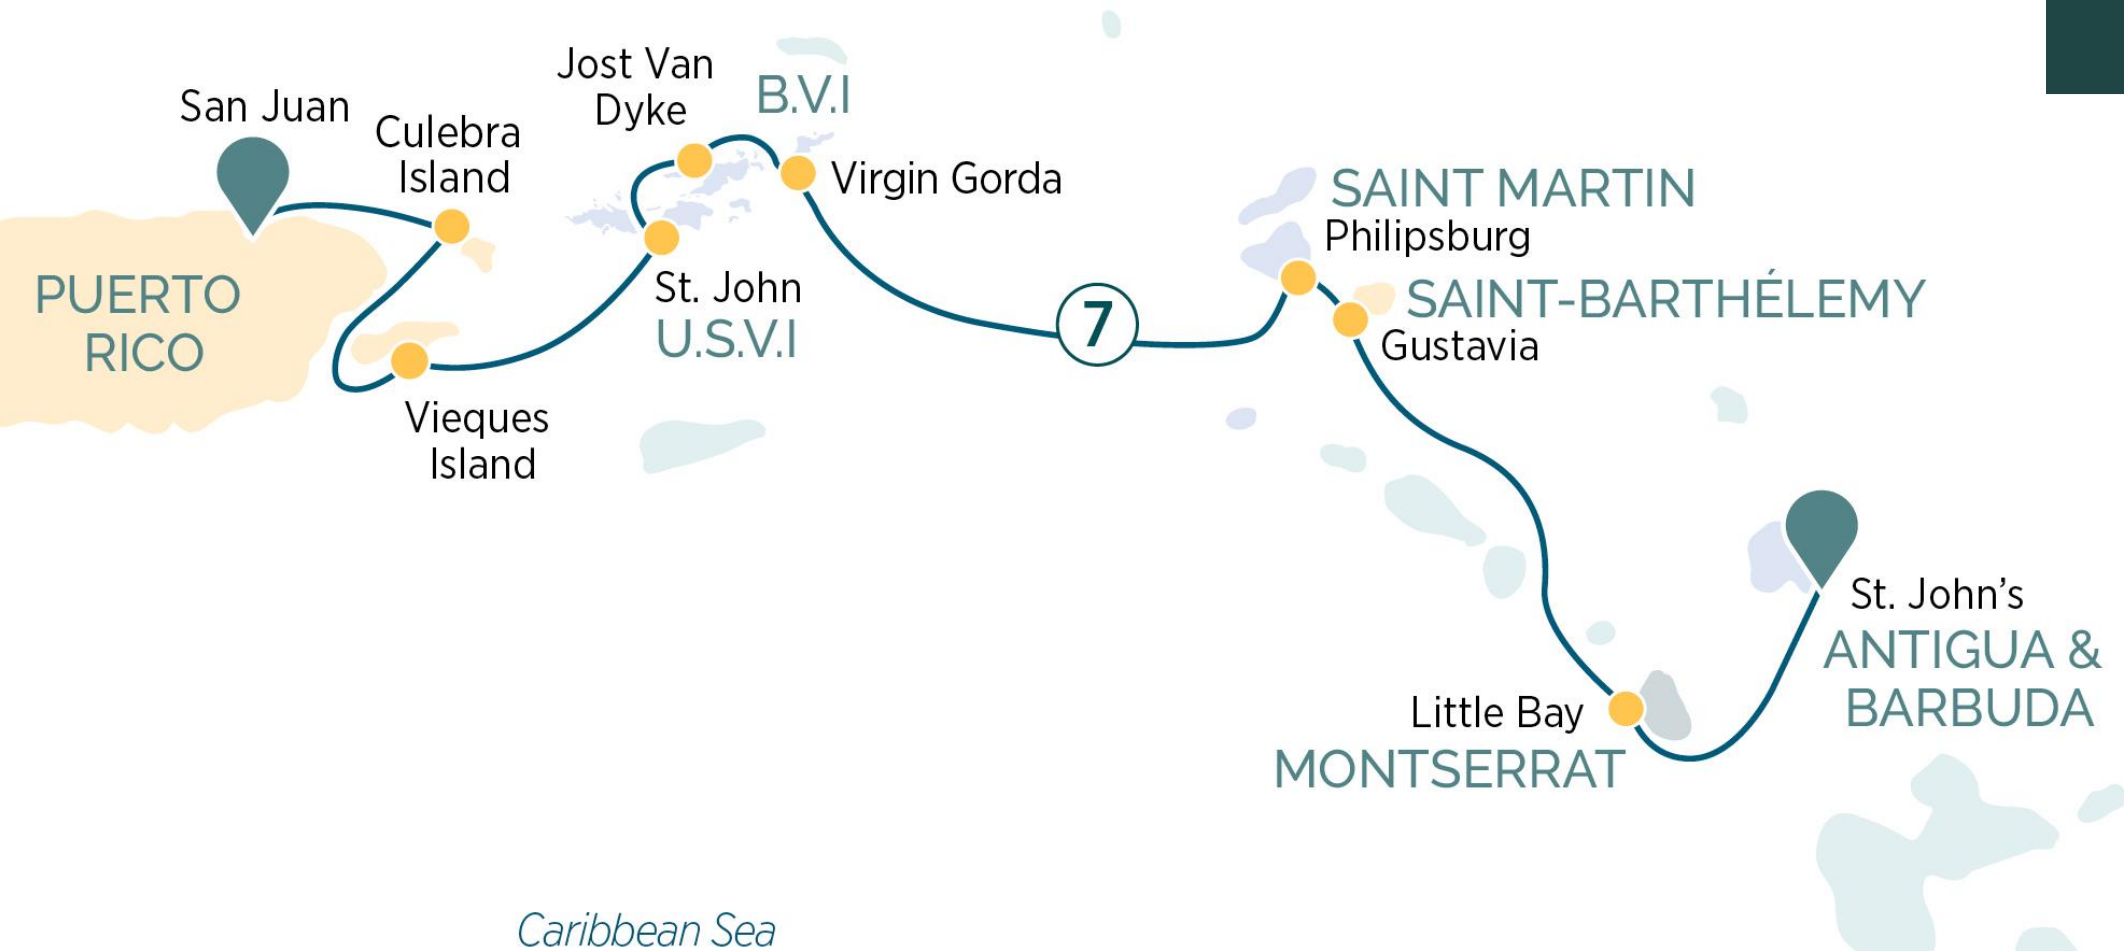 San Juan
Culebra
Island
Jost Van
Dyke
B.V.I
Virgin Gorda
PUERTO
RICO
St. John
U.S.V.I
Vieques
Island
7
SAINT MARTIN
Philipsburg
SAINT-BARTHÉLEMY
Gustavia
St. John’s
ANTIGUA &
BARBUDA
Little Bay
MONTSERRAT
Caribbean Sea